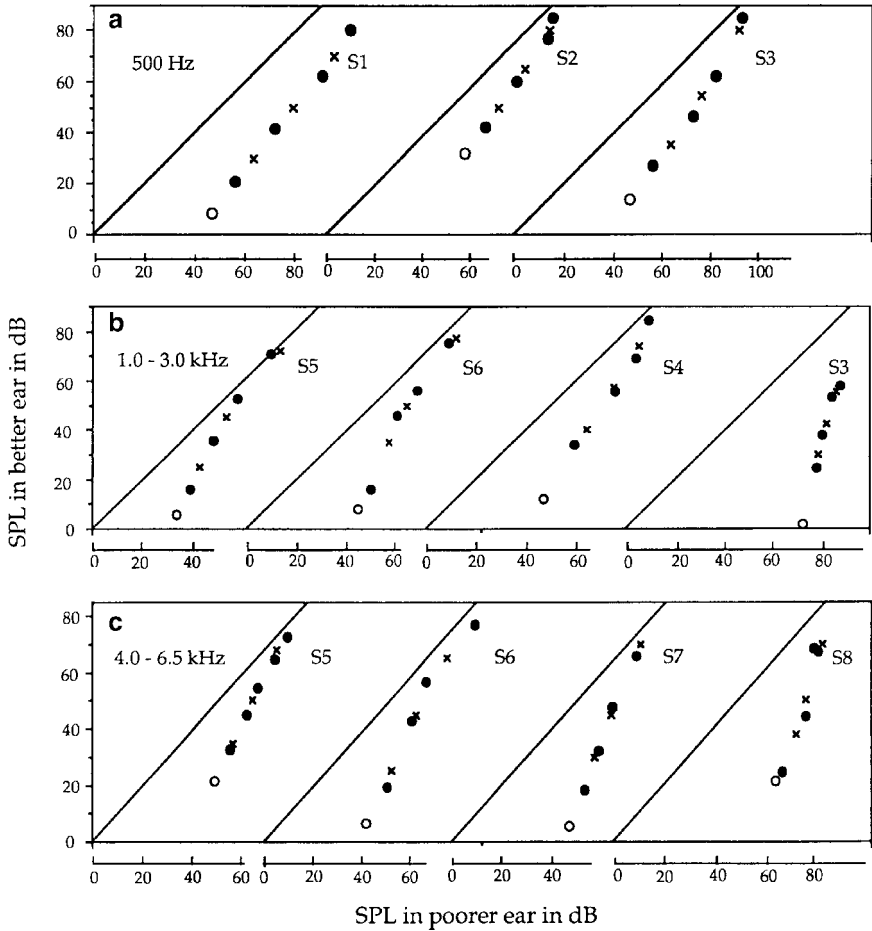 a
500 Hz
S1
S2
S3
80
60
40
20
0
0 20 40 60 80
0 20 40 60
0 20 40 60 80 100
SPL in better ear in dB
b
1.0 - 3.0 kHz
S5
S6
S4
S3
80
60
40
20
0
0 20 40 60
0 20 40 60
0 20 40 60
0 20 40 60 80
c
4.0 - 6.5 kHz
S5
S6
S7
S8
80
60
40
20
0
0 20 40 60
0 20 40 60
0 20 40
0 20 40 60 80
SPL in poorer ear in dB